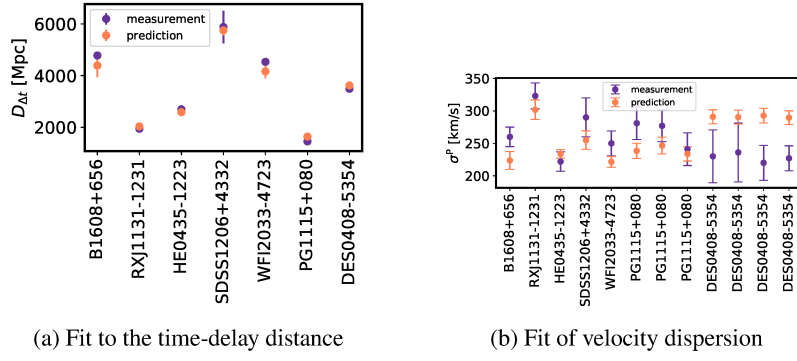 measurement
prediction
6000
4000
2000
D_Δt [Mpc]
B1608+656
RXJ1131-1231
HE0435-1223
SDSS1206+4332
WFI2033-4723
PG1115+080
DES0408-5354
(a) Fit to the time-delay distance
measurement
prediction
350
300
250
200
σ^P [km/s]
B1608+656
RXJ1131-1231
HE0435-1223
SDSS1206+4332
WFI2033-4723
PG1115+080
PG1115+080
PG1115+080
DES0408-5354
DES0408-5354
DES0408-5354
DES0408-5354
(b) Fit of velocity dispersion